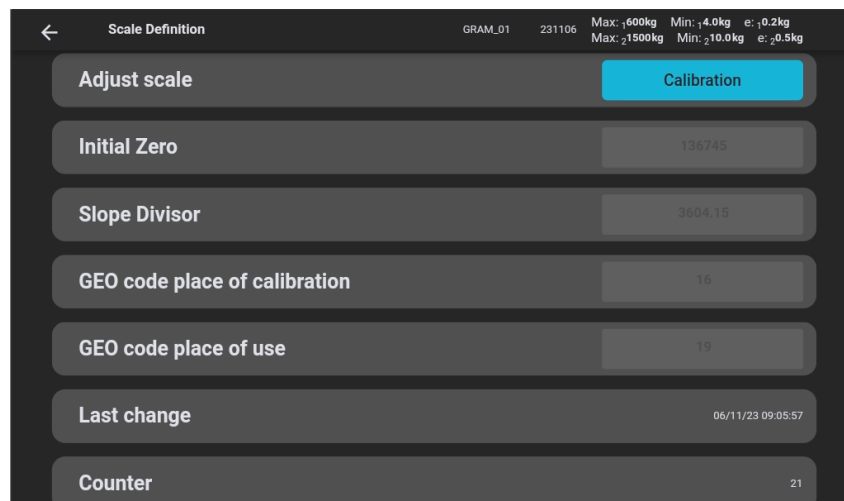 Scale Definition GRAM_01 231106 Max: ₁600kg Min: ₁4.0kg e: ₁0.2kg
Max: ₂1500kg Min: ₂10.0kg e: ₂0.5kg
Adjust scale Calibration
Initial Zero 136745
Slope Divisor 3604.15
GEO code place of calibration 16
GEO code place of use 19
Last change 06/11/23 09:05:57
Counter 21